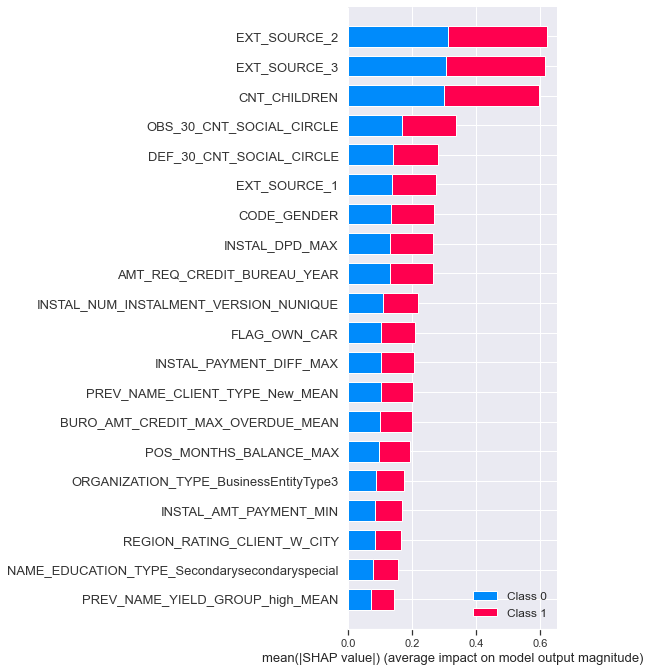 EXT_SOURCE_2
EXT_SOURCE_3
CNT_CHILDREN
OBS_30_CNT_SOCIAL_CIRCLE
DEF_30_CNT_SOCIAL_CIRCLE
EXT_SOURCE_1
CODE_GENDER
INSTAL_DPD_MAX
AMT_REQ_CREDIT_BUREAU_YEAR
INSTAL_NUM_INSTALMENT_VERSION_NUNIQUE
FLAG_OWN_CAR
INSTAL_PAYMENT_DIFF_MAX
PREV_NAME_CLIENT_TYPE_New_MEAN
BURO_AMT_CREDIT_MAX_OVERDUE_MEAN
POS_MONTHS_BALANCE_MAX
ORGANIZATION_TYPE_BusinessEntityType3
INSTAL_AMT_PAYMENT_MIN
REGION_RATING_CLIENT_W_CITY
NAME_EDUCATION_TYPE_Secondarysecondaryspecial
PREV_NAME_YIELD_GROUP_high_MEAN
Class 0
Class 1
0.0 0.2 0.4 0.6
mean(|SHAP value|) (average impact on model output magnitude)